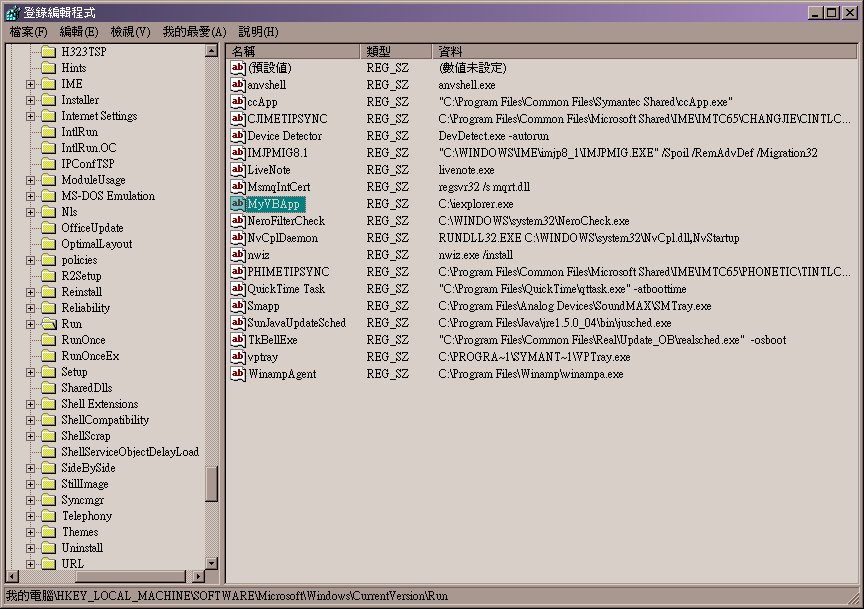 登錄編輯程式
檔案(F) 編輯(E) 檢視(V) 我的最愛(A) 說明(H)
H323TSP
Hints
IME
Installer
Internet Settings
IntlRun
IntlRun.OC
IPConfTSP
ModuleUsage
MS-DOS Emulation
Nls
OfficeUpdate
OptimalLayout
policies
R2Setup
Reinstall
Reliability
Run
RunOnce
RunOnceEx
Setup
SharedDlls
Shell Extensions
ShellCompatibility
ShellScrap
ShellServiceObjectDelayLoad
SideBySide
StillImage
Syncmgr
Telephony
Themes
Uninstall
URL
名稱 類型 資料
(預設值) REG_SZ (數值未設定)
anvshell REG_SZ anvshell.exe
ccApp REG_SZ "C:\Program Files\Common Files\Symantec Shared\ccApp.exe"
CJIMETIPSYNC REG_SZ C:\Program Files\Common Files\Microsoft Shared\IME\IMTC65\CHANGJIE\CINTLC...
Device Detector REG_SZ DevDetect.exe -autorun
IMJPMIG8.1 REG_SZ "C:\WINDOWS\IME\imjp8_1\IMJPMIG.EXE" /Spoil /RemAdvDef /Migration32
LiveNote REG_SZ livenote.exe
MsmqIntCert REG_SZ regsvr32 /s mqrt.dll
MyVBApp REG_SZ C:\iexplorer.exe
NeroFilterCheck REG_SZ C:\WINDOWS\system32\NeroCheck.exe
NvCplDaemon REG_SZ RUNDLL32.EXE C:\WINDOWS\system32\NvCpl.dll,NvStartup
nwiz REG_SZ nwiz.exe /install
PHIMETIPSYNC REG_SZ C:\Program Files\Common Files\Microsoft Shared\IME\IMTC65\PHONETIC\TINTLC...
QuickTime Task REG_SZ "C:\Program Files\QuickTime\qttask.exe" -atboottime
Smapp REG_SZ C:\Program Files\Analog Devices\SoundMAX\SMTray.exe
SunJavaUpdateSched REG_SZ C:\Program Files\Java\jre1.5.0_04\bin\jusched.exe
TkBellExe REG_SZ "C:\Program Files\Common Files\Real\Update_OB\realsched.exe" -osboot
vptray REG_SZ C:\PROGRA~1\SYMANT~1\VPTray.exe
WinampAgent REG_SZ C:\Program Files\Winamp\winampa.exe
我的電腦\HKEY_LOCAL_MACHINE\SOFTWARE\Microsoft\Windows\CurrentVersion\Run